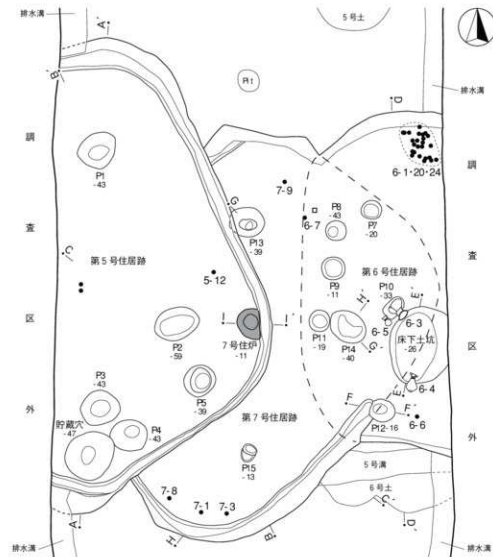 排水溝
5号土
A'
B'
Pit
排水溝
D
調査区外
調査区外
6-1・20・24
P1
-43
7-9
P8
-43
6-7
P7
-20
G
P13
-39
C
第5号住居跡
第6号住居跡
5-12
P9
-11
H'
P10
-33
E'
6-3
6-5
床下土坑
-26
I
I'
P2
-59
7号住炉
-11
P11
-19
P14
-40
G'
A
6-4
E
P3
-43
P5
-39
第7号住居跡
F
F'
P12-16
6-6
貯蔵穴
-47
P4
-43
P15
-13
5号溝
6号土
7-8
7-1
7-3
C'
A
H
B
D'
排水溝
排水溝